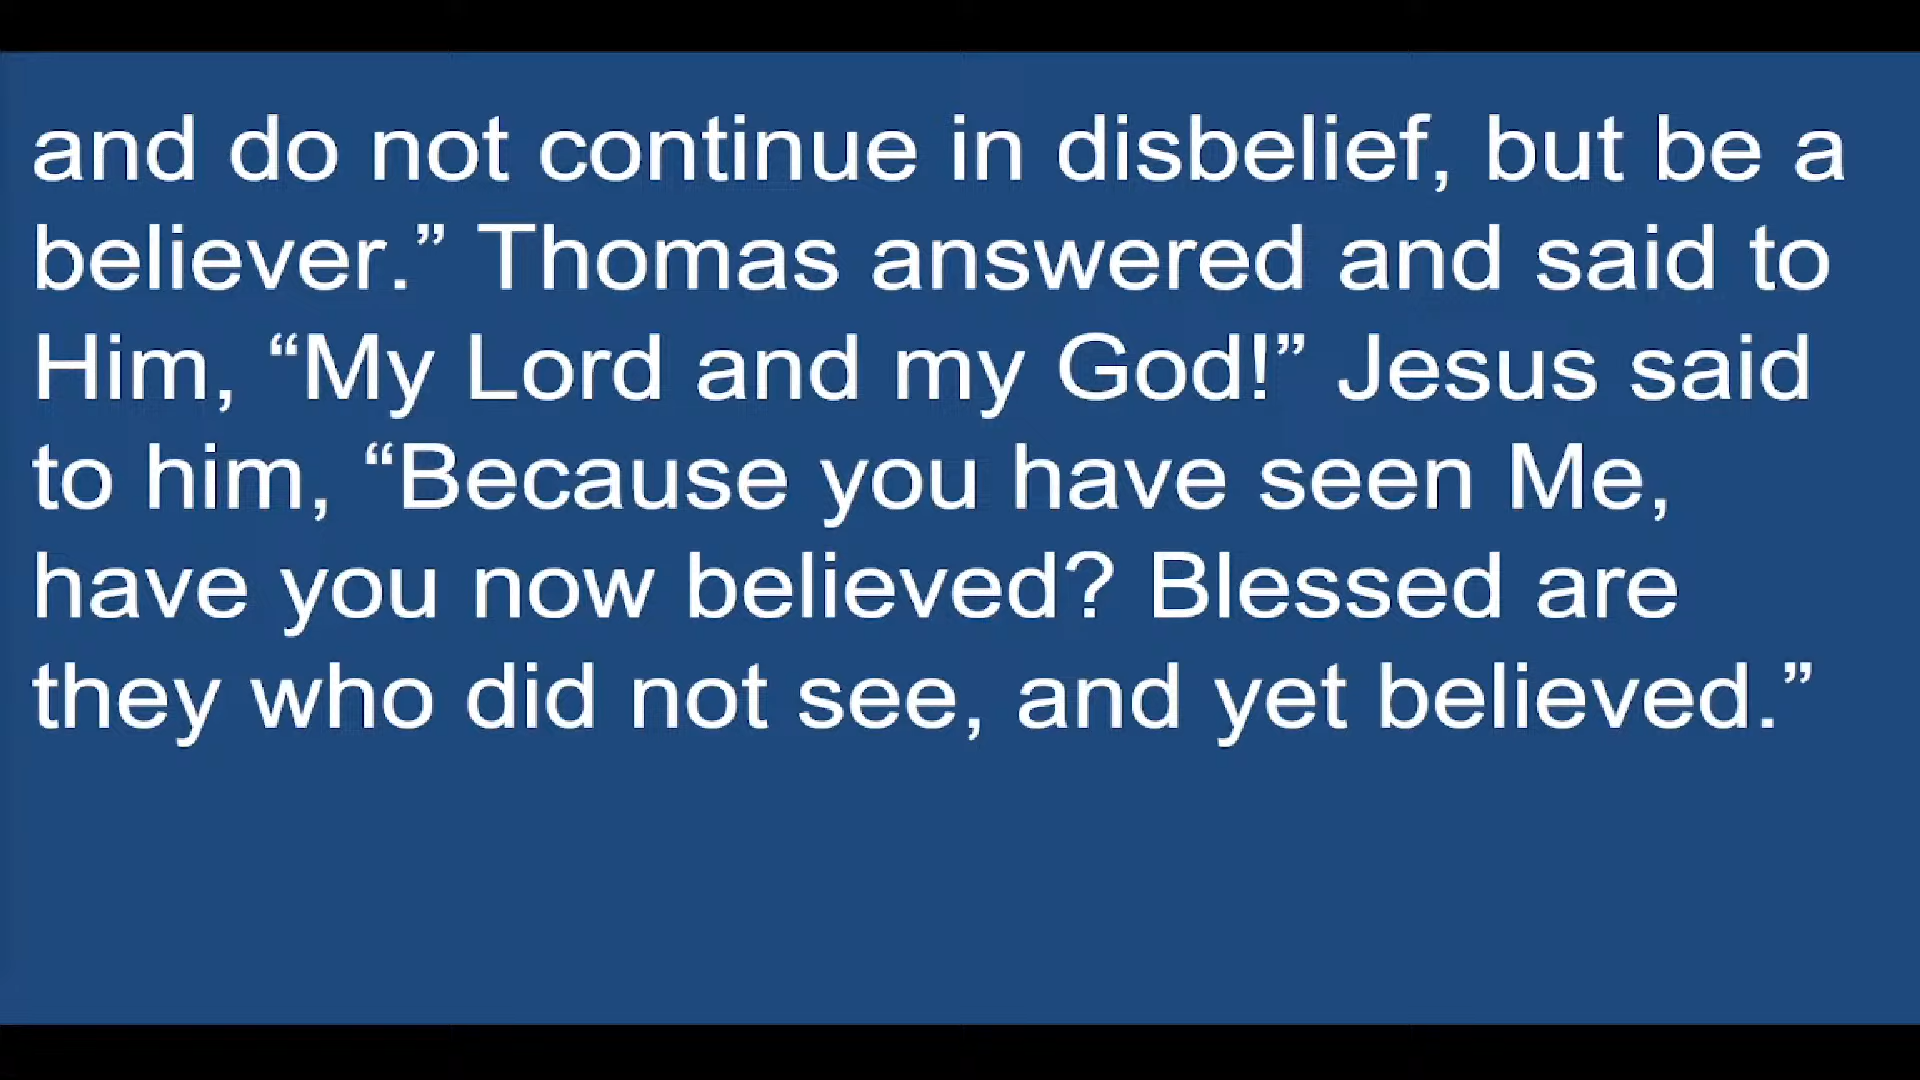 and do not continue in disbelief, but be a
believer.” Thomas answered and said to
Him, “My Lord and my God!” Jesus said
to him, “Because you have seen Me,
have you now believed? Blessed are
they who did not see, and yet believed.”